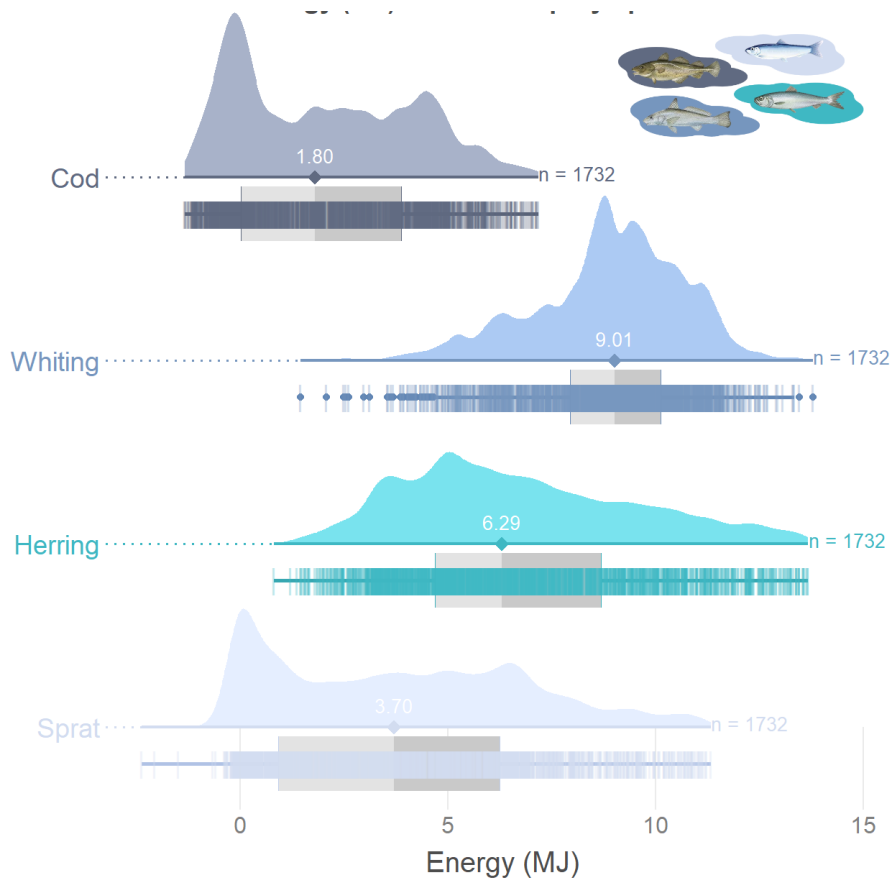 1.80
Cod
n = 1732
9.01
Whiting
n = 1732
6.29
Herring
n = 1732
3.70
Sprat
n = 1732
0 5 10 15
Energy (MJ)